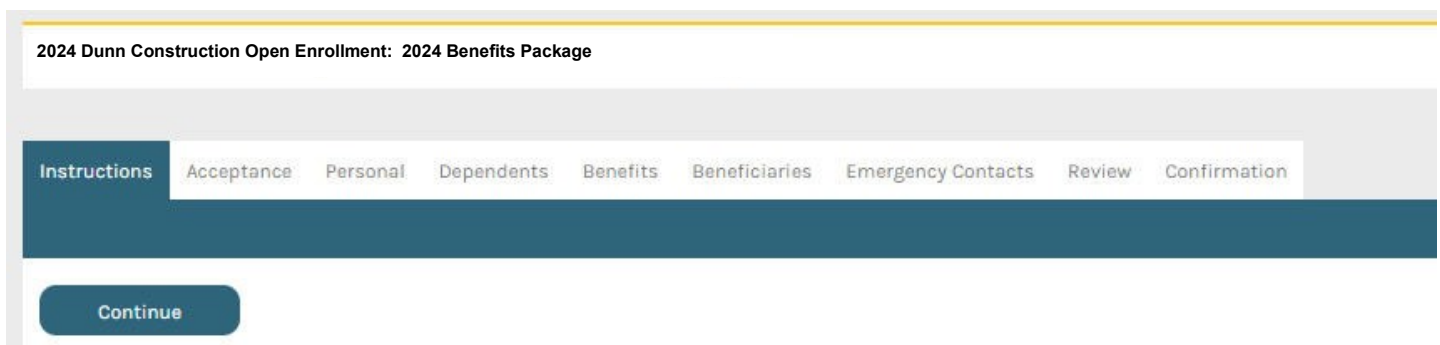 2024 Dunn Construction Open Enrollment: 2024 Benefits Package
Instructions Acceptance Personal Dependents Benefits Beneficiaries Emergency Contacts Review Confirmation
Continue